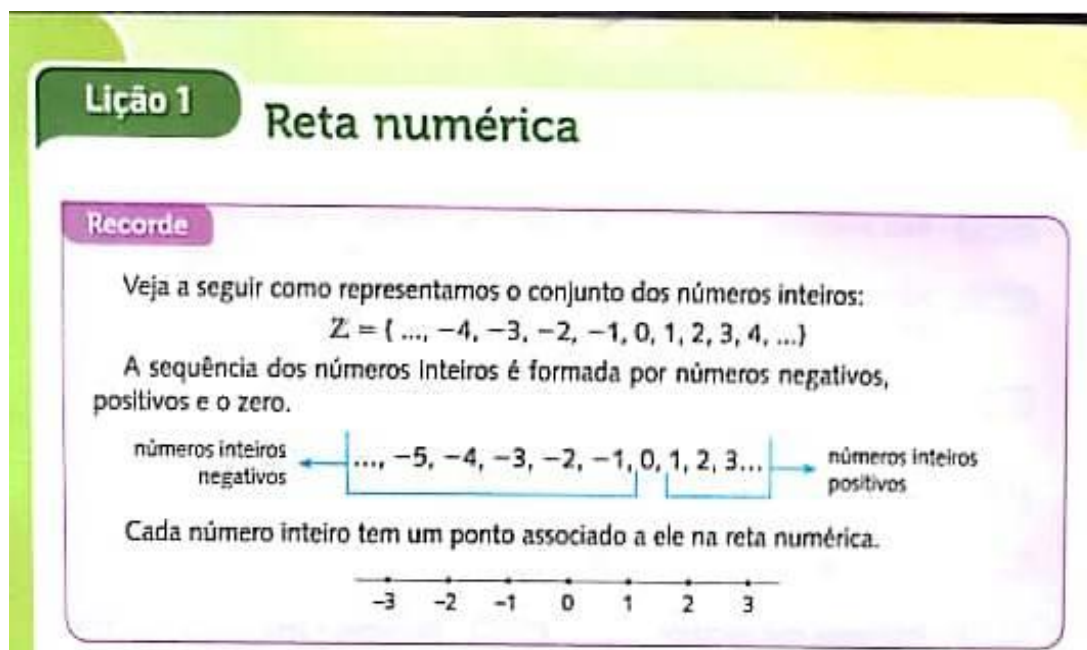 Lição 1
Reta numérica
Recorde
Veja a seguir como representamos o conjunto dos números inteiros:
ℤ = { ..., −4, −3, −2, −1, 0, 1, 2, 3, 4, ...}
A sequência dos números inteiros é formada por números negativos,
positivos e o zero.
números inteiros
negativos
..., −5, −4, −3, −2, −1, 0, 1, 2, 3...
números inteiros
positivos
Cada número inteiro tem um ponto associado a ele na reta numérica.
−3 −2 −1 0 1 2 3